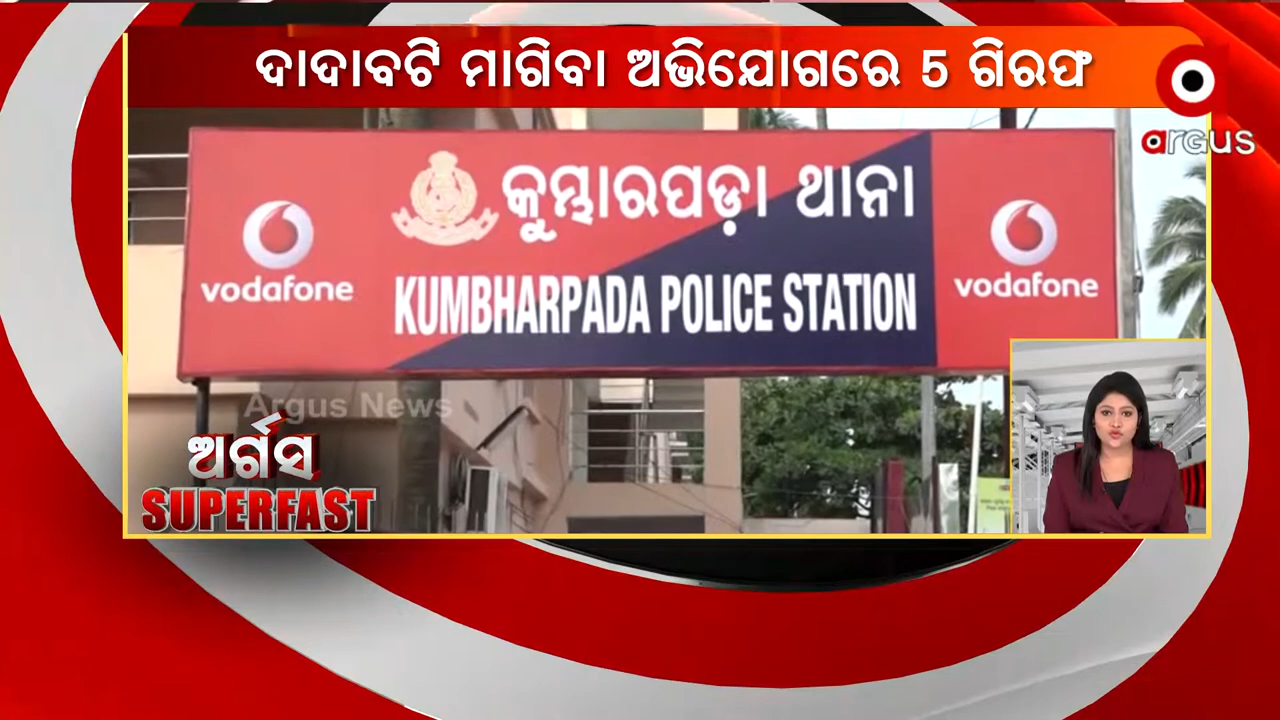 ଦାଦାବଟି ମାଗିବା ଅଭିଯୋଗରେ 5 ଗିରଫ
argus
କୁମ୍ଭାରପଡ଼ା ଥାନା
KUMBHARPADA POLICE STATION
vodafone
vodafone
Argus News
ଅର୍ଗସ
SUPERFAST